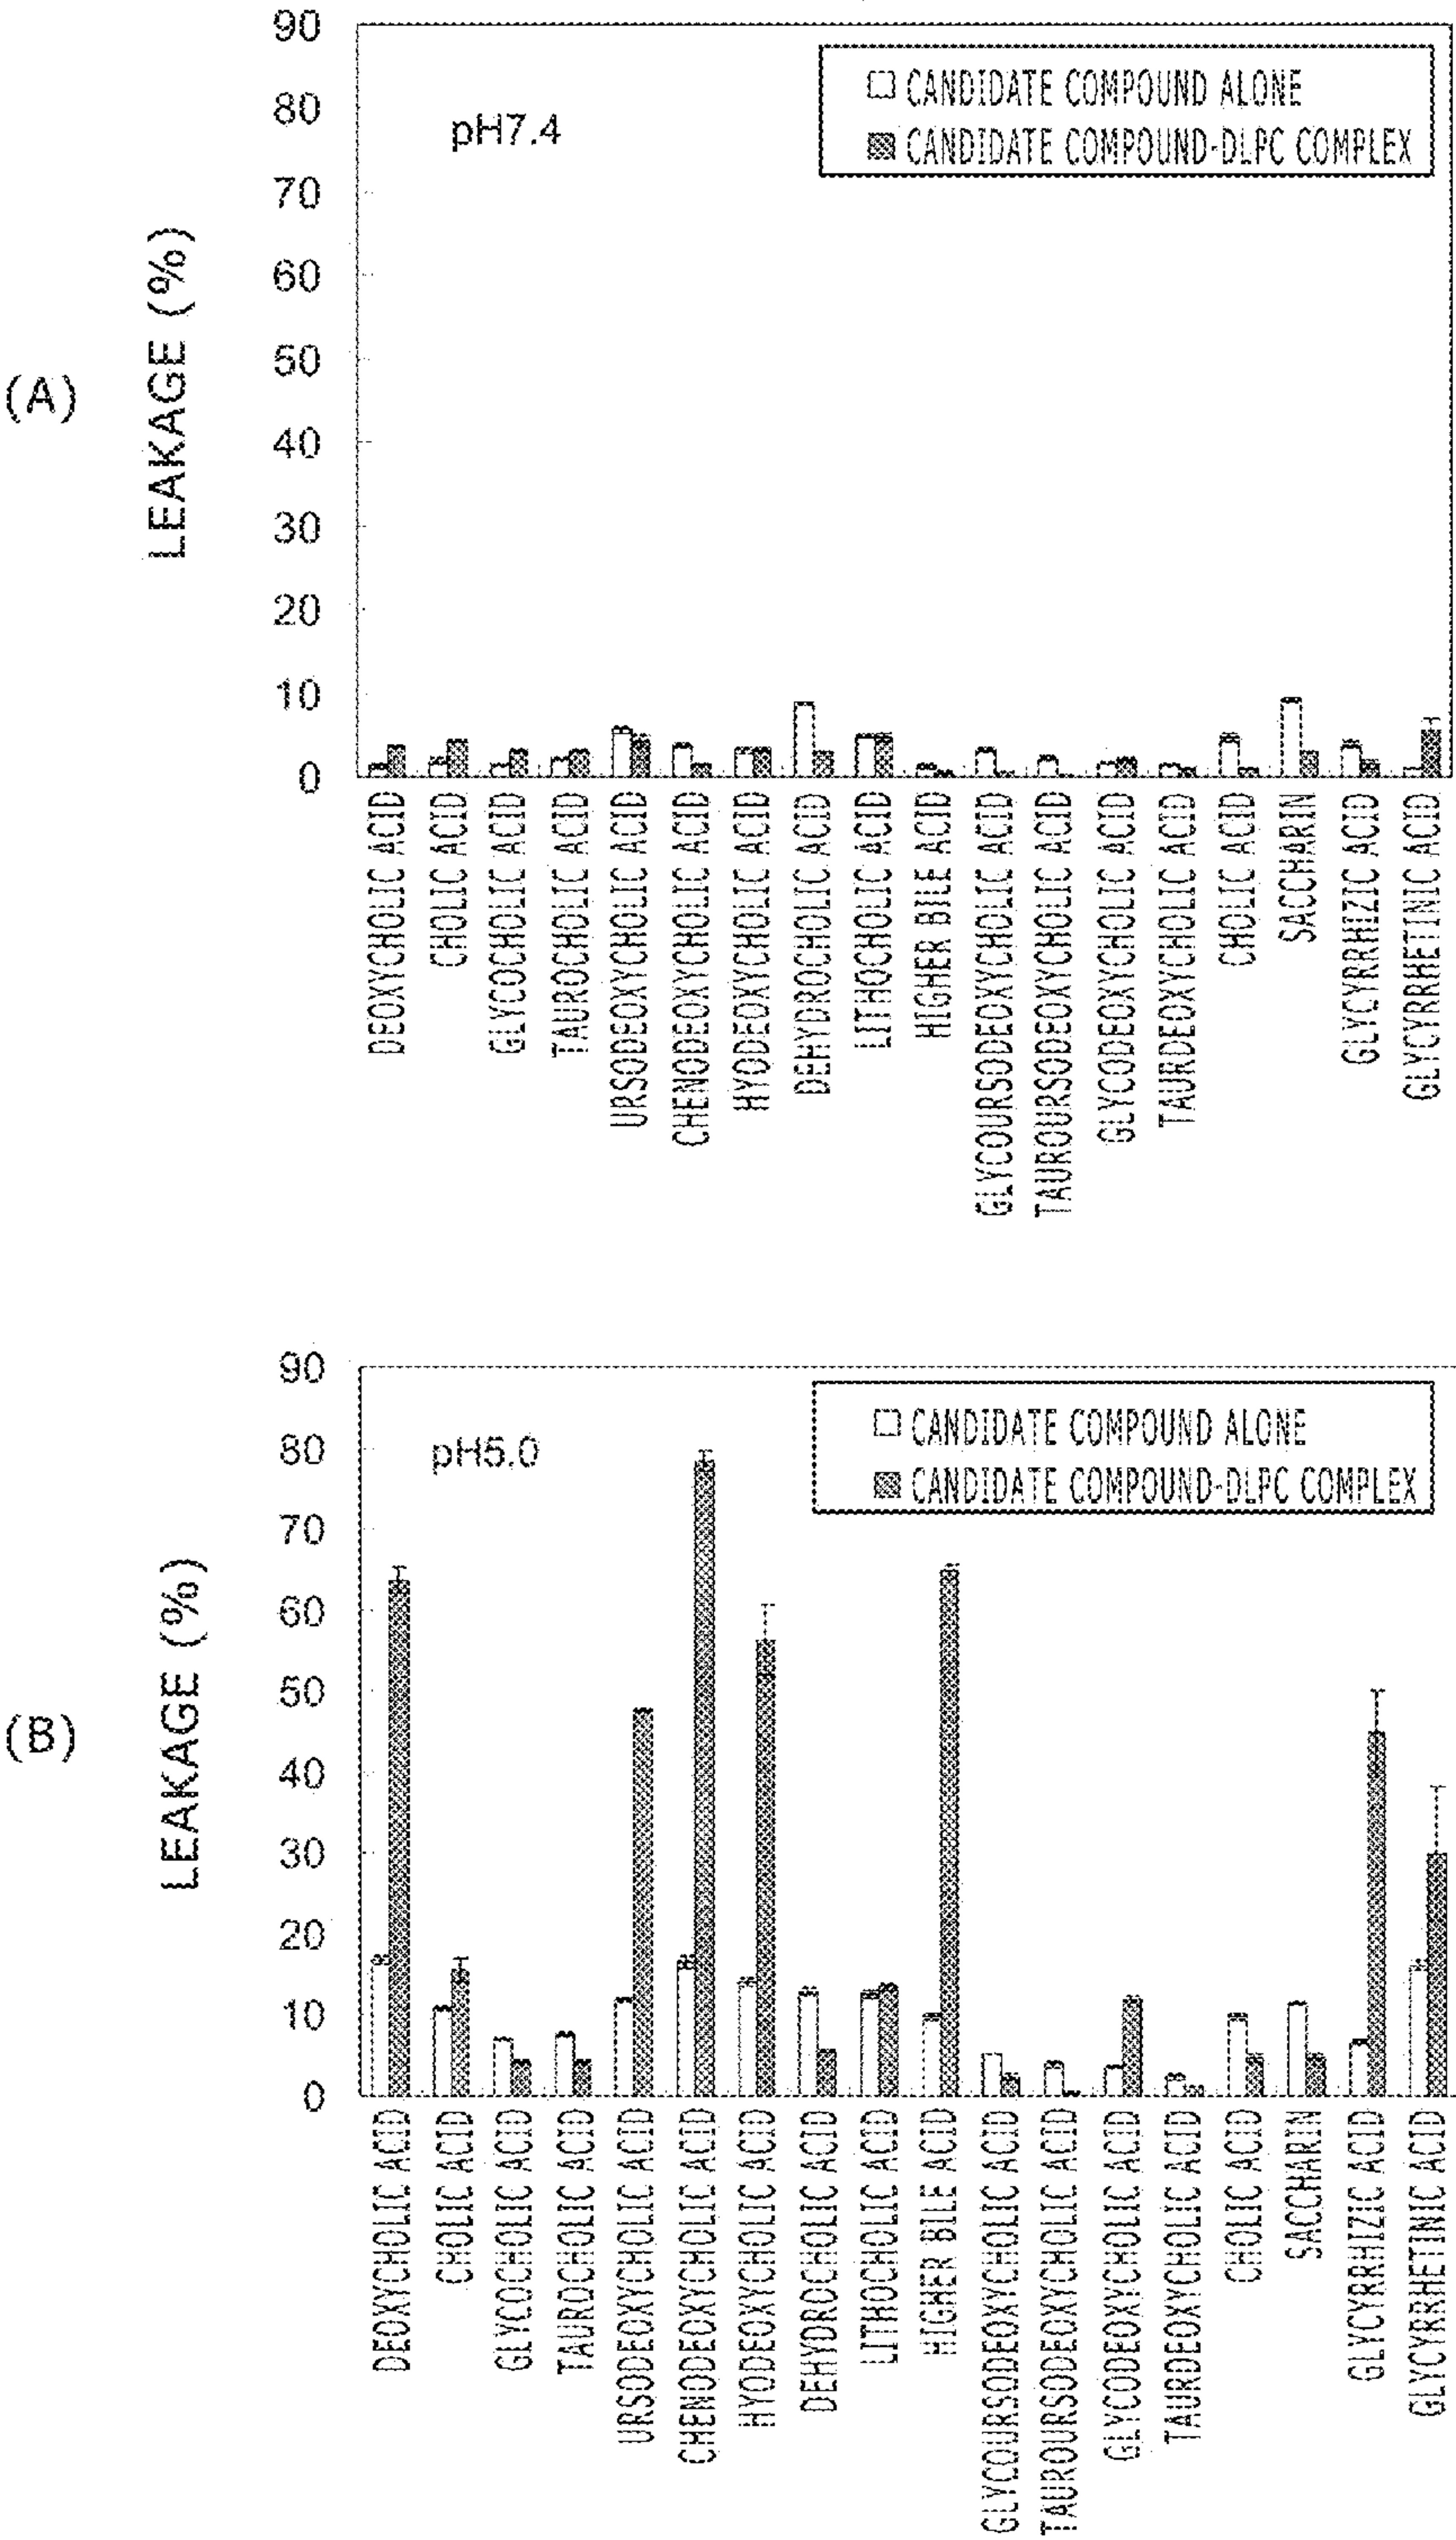 90
80
70
60
50
40
30
20
10
0
LEAKAGE (%)
(A)
pH7.4
CANDIDATE COMPOUND ALONE
CANDIDATE COMPOUND-DLPC COMPLEX
DEOXYCHOLIC ACID
CHOLIC ACID
GLYCOCHOLIC ACID
TAUROCHOLIC ACID
URSODEOXYCHOLIC ACID
CHENODEOXYCHOLIC ACID
HYODEOXYCHOLIC ACID
DEHYDROCHOLIC ACID
LITHOCHOLIC ACID
HIGHER BILE ACID
GLYCOURSODEOXYCHOLIC ACID
TAUROURSODEOXYCHOLIC ACID
GLYCODEOXYCHOLIC ACID
TAURDEOXYCHOLIC ACID
CHOLIC ACID
SACCHARIN
GLYCYRRHIZIC ACID
GLYCYRRHETINIC ACID
90
80
70
60
50
40
30
20
10
0
LEAKAGE (%)
(B)
pH5.0
CANDIDATE COMPOUND ALONE
CANDIDATE COMPOUND-DLPC COMPLEX
DEOXYCHOLIC ACID
CHOLIC ACID
GLYCOCHOLIC ACID
TAUROCHOLIC ACID
URSODEOXYCHOLIC ACID
CHENODEOXYCHOLIC ACID
HYODEOXYCHOLIC ACID
DEHYDROCHOLIC ACID
LITHOCHOLIC ACID
HIGHER BILE ACID
GLYCOURSODEOXYCHOLIC ACID
TAUROURSODEOXYCHOLIC ACID
GLYCODEOXYCHOLIC ACID
TAURDEOXYCHOLIC ACID
CHOLIC ACID
SACCHARIN
GLYCYRRHIZIC ACID
GLYCYRRHETINIC ACID